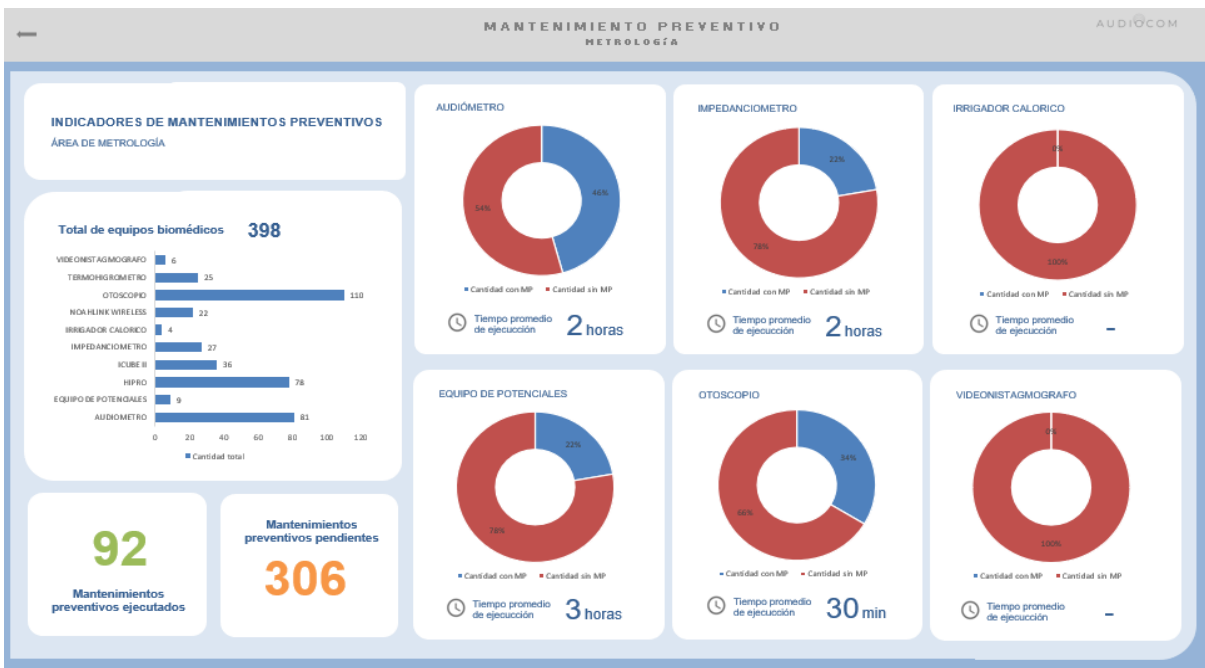 MANTENIMIENTO PREVENTIVO
METROLOGÍA
AUDIOCOM
INDICADORES DE MANTENIMIENTOS PREVENTIVOS
ÁREA DE METROLOGÍA
Total de equipos biomédicos 398
VIDEONISTAGMOGRAFO 6
TERMOHIGROMETRO 25
OTOSCOPIO 110
NOAHLINK WIRELESS 22
IRRIGADOR CALORICO 4
IMPEDANCIOMETRO 27
ICUBE II 36
HIPRO 78
EQUIPO DE POTENCIALES 9
AUDIOMETRO 81
0 20 40 60 80 100 120
Cantidad total
92
Mantenimientos
preventivos ejecutados
Mantenimientos
preventivos pendientes
306
AUDIÓMETRO
46%
54%
Cantidad con MP Cantidad sin MP
Tiempo promedio
de ejecucción
2 horas
IMPEDANCIOMETRO
22%
78%
Cantidad con MP Cantidad sin MP
Tiempo promedio
de ejecucción
2 horas
IRRIGADOR CALORICO
0%
100%
Cantidad con MP Cantidad sin MP
Tiempo promedio
de ejecucción
-
EQUIPO DE POTENCIALES
22%
78%
Cantidad con MP Cantidad sin MP
Tiempo promedio
de ejecucción
3 horas
OTOSCOPIO
34%
66%
Cantidad con MP Cantidad sin MP
Tiempo promedio
de ejecucción
30 min
VIDEONISTAGMOGRAFO
0%
100%
Cantidad con MP Cantidad sin MP
Tiempo promedio
de ejecucción
-